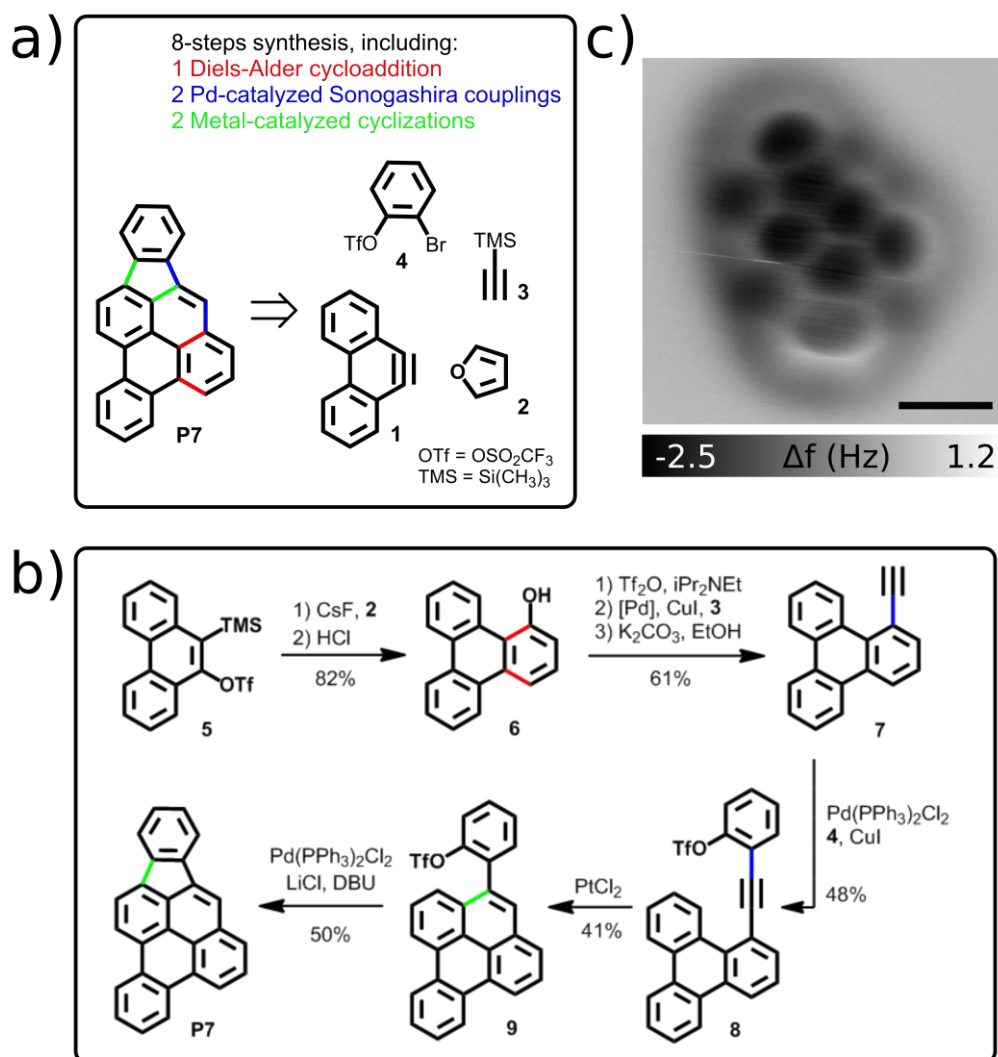 a)
8-steps synthesis, including:
1 Diels-Alder cycloaddition
2 Pd-catalyzed Sonogashira couplings
2 Metal-catalyzed cyclizations
TfO
Br
4
TMS
3
P7
1
O
2
OTf = OSO₂CF₃
TMS = Si(CH₃)₃
c)
-2.5 Δf (Hz) 1.2
b)
TMS
OTf
5
1) CsF, 2
2) HCl
82%
OH
6
1) Tf₂O, iPr₂NEt
2) [Pd], CuI, 3
3) K₂CO₃, EtOH
61%
7
Pd(PPh₃)₂Cl₂
4, CuI
48%
TfO
8
PtCl₂
41%
TfO
9
Pd(PPh₃)₂Cl₂
LiCl, DBU
50%
P7